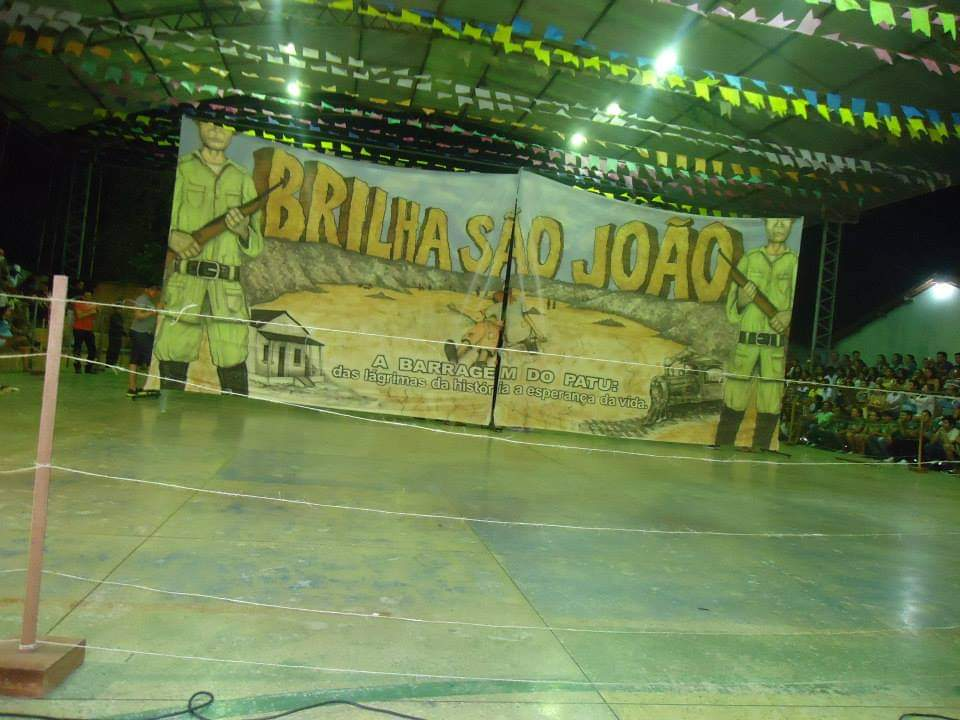 BRILHA SÃO JOÃO
A BARRAGEM DO PATU:
das lágrimas da história a esperança da vida.